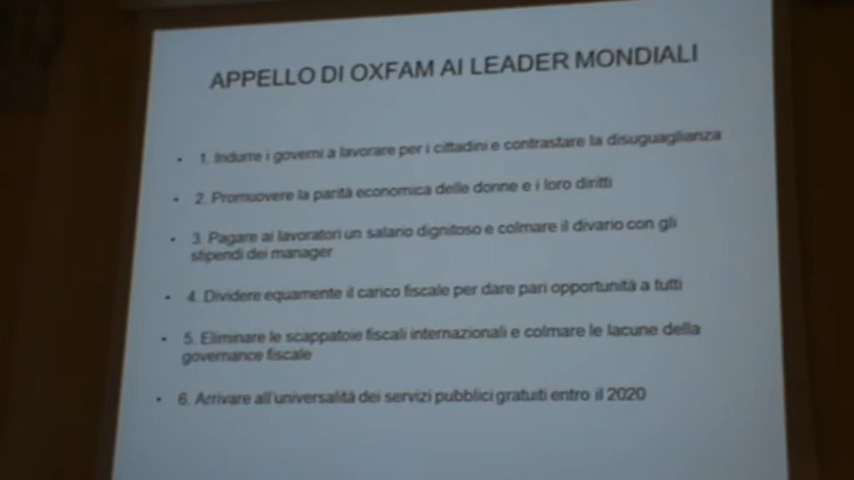 APPELLO DI OXFAM AI LEADER MONDIALI
• 1. Indurre i governi a lavorare per i cittadini e contrastare la disuguaglianza
• 2. Promuovere la parità economica delle donne e i loro diritti
• 3. Pagare ai lavoratori un salario dignitoso e colmare il divario con gli
stipendi dei manager
• 4. Dividere equamente il carico fiscale per dare pari opportunità a tutti
• 5. Eliminare le scappatoie fiscali internazionali e colmare le lacune della
governance fiscale
• 6. Arrivare all'universalità dei servizi pubblici gratuiti entro il 2020